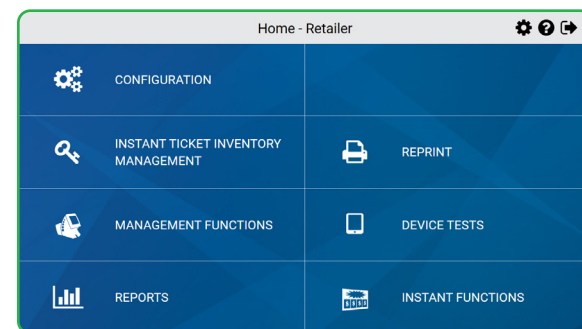 Home - Retailer
CONFIGURATION
INSTANT TICKET INVENTORY
MANAGEMENT
REPRINT
MANAGEMENT FUNCTIONS
DEVICE TESTS
REPORTS
INSTANT FUNCTIONS